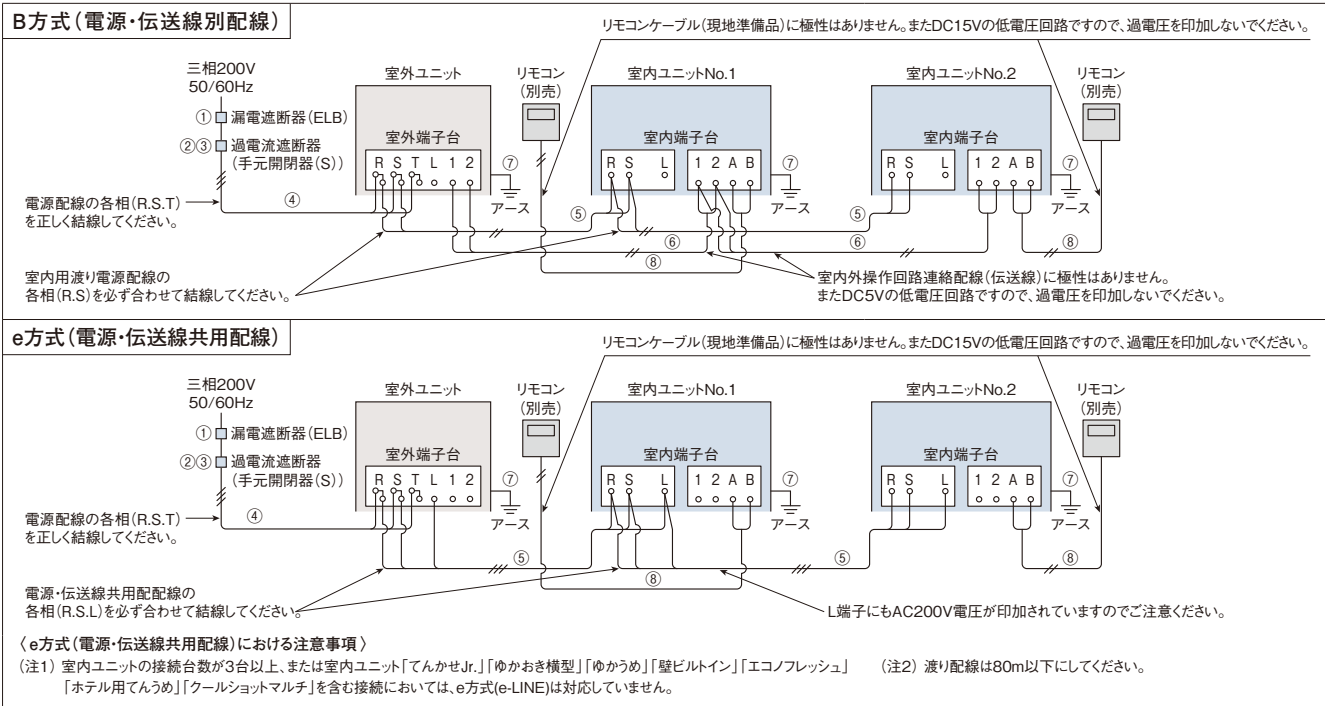 B方式（電源・伝送線別配線）
リモコンケーブル（現地準備品）に極性はありません。またDC15Vの低電圧回路ですので、過電圧を印加しないでください。
三相200V
50/60Hz
① 漏電遮断器（ELB）
②③ 過電流遮断器
（手元開閉器（S））
電源配線の各相（R.S.T）
を正しく結線してください。
④
室外ユニット
室外端子台
R S T L 1 2
⑦
アース
リモコン
（別売）
室内ユニットNo.1
室内端子台
R S L
1 2 A B
⑦
アース
室内ユニットNo.2
室内端子台
R S L
1 2 A B
⑦
アース
リモコン
（別売）
⑤
⑤
⑥
⑥
⑧
⑧
室内用渡り電源配線の
各相（R.S）を必ず合わせて結線してください。
室内外操作回路連絡配線（伝送線）に極性はありません。
またDC5Vの低電圧回路ですので、過電圧を印加しないでください。
e方式（電源・伝送線共用配線）
リモコンケーブル（現地準備品）に極性はありません。またDC15Vの低電圧回路ですので、過電圧を印加しないでください。
三相200V
50/60Hz
① 漏電遮断器（ELB）
②③ 過電流遮断器
（手元開閉器（S））
電源配線の各相（R.S.T）
を正しく結線してください。
④
室外ユニット
室外端子台
R S T L 1 2
⑦
アース
リモコン
（別売）
室内ユニットNo.1
室内端子台
R S L
1 2 A B
⑦
アース
室内ユニットNo.2
室内端子台
R S L
1 2 A B
⑦
アース
リモコン
（別売）
⑤
⑤
⑧
⑧
電源・伝送線共用配配線の
各相（R.S.L）を必ず合わせて結線してください。
L端子にもAC200V電圧が印加されていますのでご注意ください。
〈e方式（電源・伝送線共用配線）における注意事項〉
（注1） 室内ユニットの接続台数が3台以上、または室内ユニット「てんかせJr.」「ゆかおき横型」「ゆかうめ」「壁ビルトイン」「エコノフレッシュ」
「ホテル用てんうめ」「クールショットマルチ」を含む接続においては、e方式(e-LINE)は対応していません。
（注2） 渡り配線は80m以下にしてください。